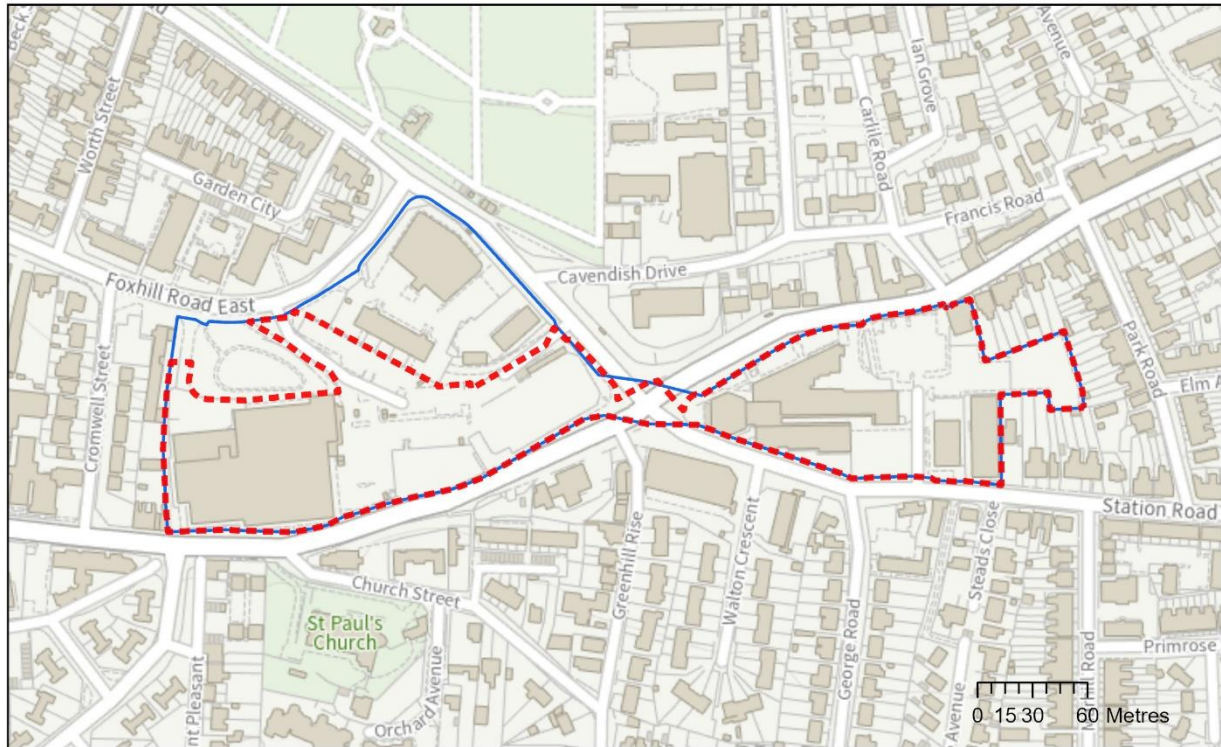 Worth Street
Garden City
Ian Grove
Avenue
Carlile Road
Francis Road
Cavendish Drive
Foxhill Road East
Cromwell Street
Park Road
Elm A
Station Road
Church Street
St Paul's
Church
Greenhill Rise
Walton Crescent
George Road
Steads Close
Orchard Avenue
nt Pleasant
Avenue
Hill Road
Primrose
0 15 30 60 Metres